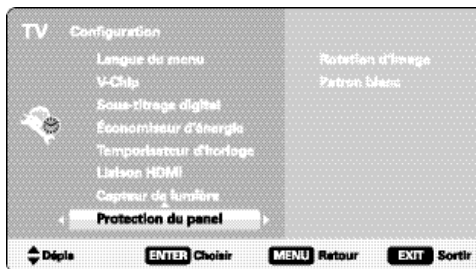 TV Configuration
Langue du menu
V-Chip
Sous-titrage digital
Économiseur d'énergie
Temporisateur d'horloge
Liaison HDMI
Capteur de lumière
Protection du panel
Rotation d'image
Patron blanc
Dépla ENTER Choisir MENU Retour EXIT Sortir